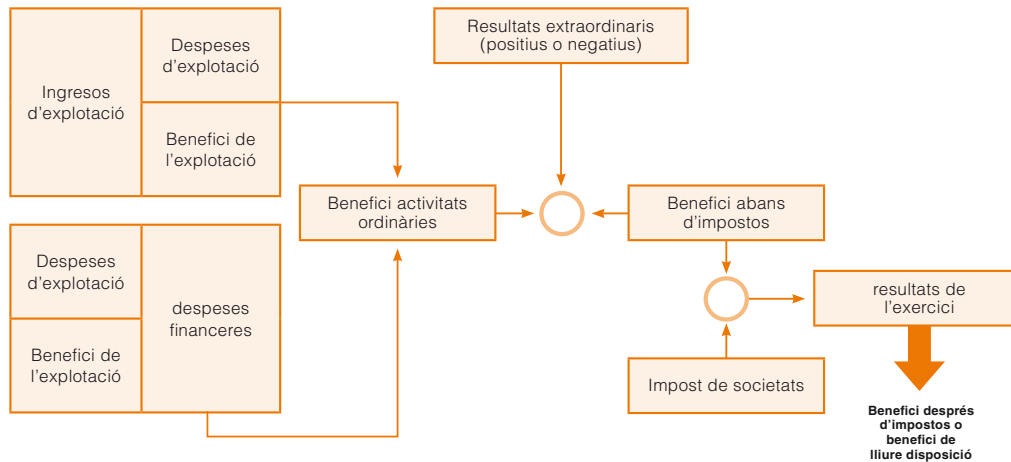 Ingresos
d'explotació
Despeses
d'explotació
Benefici de
l'explotació
Resultats extraordinaris
(positius o negatius)
Benefici activitats
ordinàries
Benefici abans
d'impostos
Despeses
d'explotació
Benefici de
l'explotació
despeses
financeres
resultats de
l'exercici
Impost de societats
Benefici després
d'impostos o
benefici de
lliure disposició